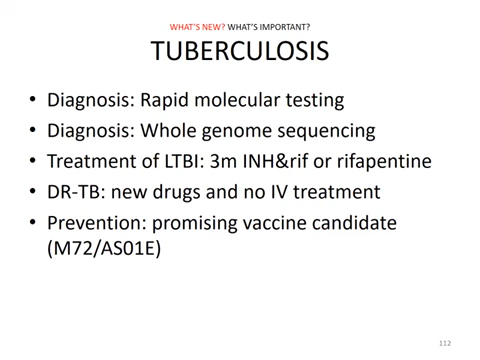 WHAT'S NEW? WHAT'S IMPORTANT?
TUBERCULOSIS
• Diagnosis: Rapid molecular testing
• Diagnosis: Whole genome sequencing
• Treatment of LTBI: 3m INH&rif or rifapentine
• DR-TB: new drugs and no IV treatment
• Prevention: promising vaccine candidate
(M72/AS01E)
112